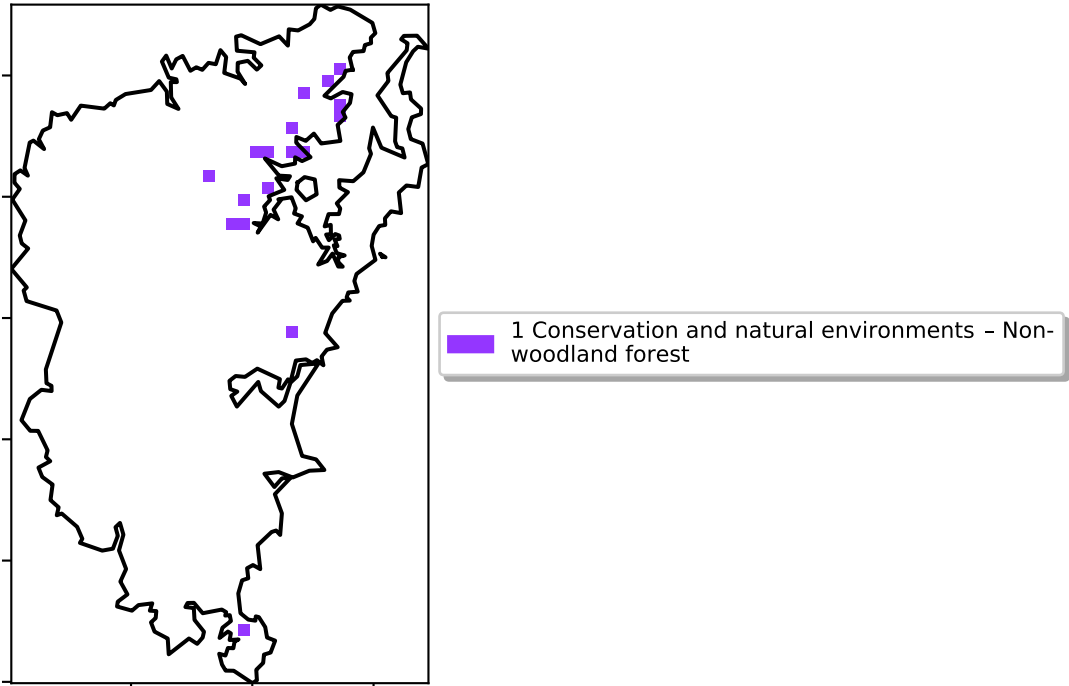 1 Conservation and natural environments – Non-
woodland forest